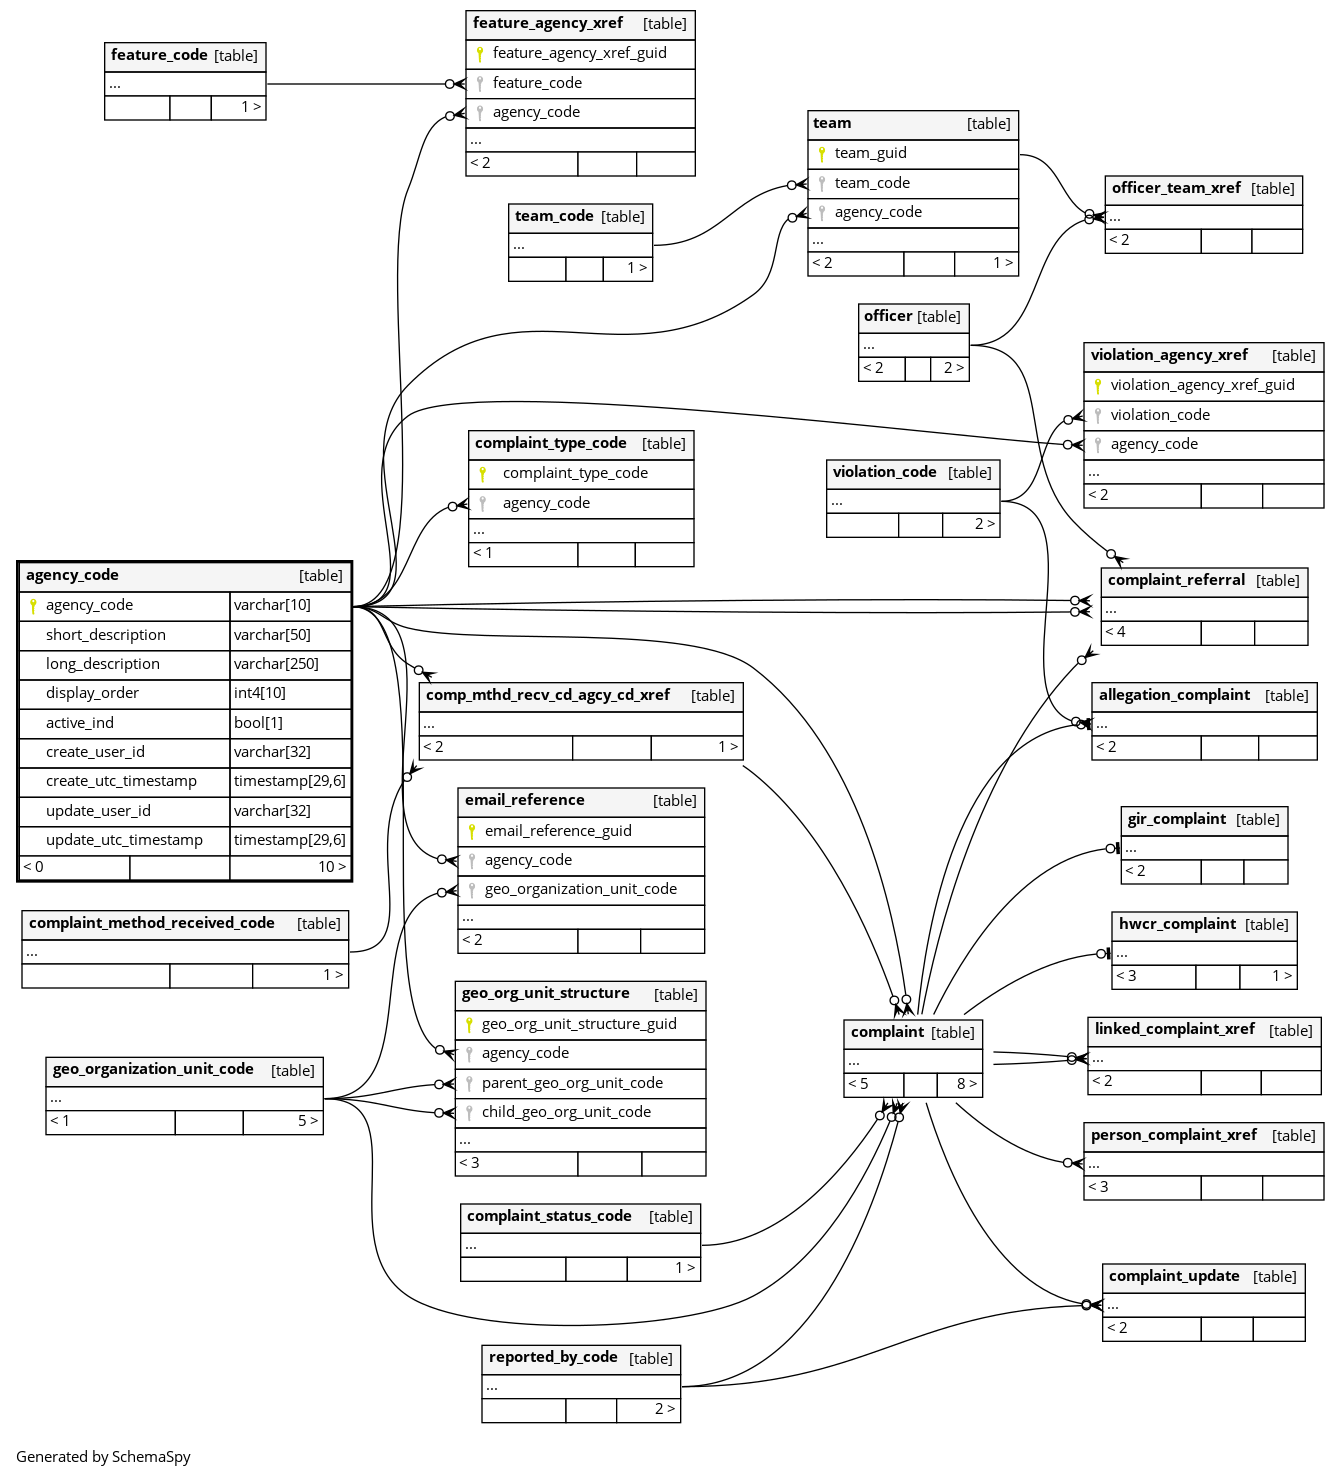 feature_code [table]
...
1 >
feature_agency_xref [table]
feature_agency_xref_guid
feature_code
agency_code
...
< 2
team_code [table]
...
1 >
team [table]
team_guid
team_code
agency_code
...
< 2 1 >
officer_team_xref [table]
...
< 2
officer [table]
...
< 2 2 >
violation_agency_xref [table]
violation_agency_xref_guid
violation_code
agency_code
...
< 2
complaint_type_code [table]
complaint_type_code
agency_code
...
< 1
violation_code [table]
...
2 >
agency_code [table]
agency_code varchar[10]
short_description varchar[50]
long_description varchar[250]
display_order int4[10]
active_ind bool[1]
create_user_id varchar[32]
create_utc_timestamp timestamp[29,6]
update_user_id varchar[32]
update_utc_timestamp timestamp[29,6]
< 0 10 >
complaint_referral [table]
...
< 4
comp_mthd_recv_cd_agcy_cd_xref [table]
...
< 2 1 >
allegation_complaint [table]
...
< 2
email_reference [table]
email_reference_guid
agency_code
geo_organization_unit_code
...
< 2
gir_complaint [table]
...
< 2
complaint_method_received_code [table]
...
1 >
hwcr_complaint [table]
...
< 3 1 >
geo_org_unit_structure [table]
geo_org_unit_structure_guid
agency_code
parent_geo_org_unit_code
child_geo_org_unit_code
...
< 3
complaint [table]
...
< 5 8 >
linked_complaint_xref [table]
...
< 2
geo_organization_unit_code [table]
...
< 1 5 >
person_complaint_xref [table]
...
< 3
complaint_status_code [table]
...
1 >
complaint_update [table]
...
< 2
reported_by_code [table]
...
2 >
Generated by SchemaSpy